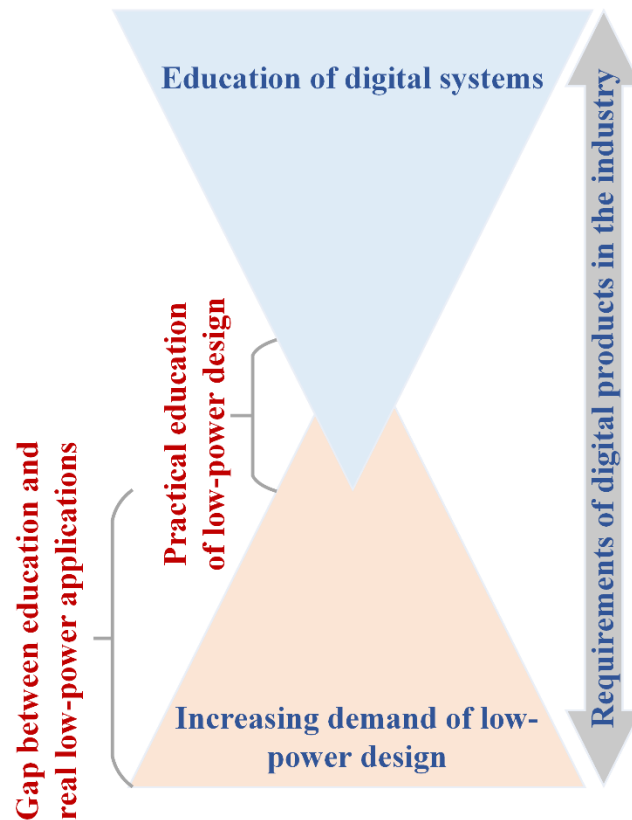 Education of digital systems
Requirements of digital products in the industry
Practical education
of low-power design
Gap between education and
real low-power applications
Increasing demand of low-
power design